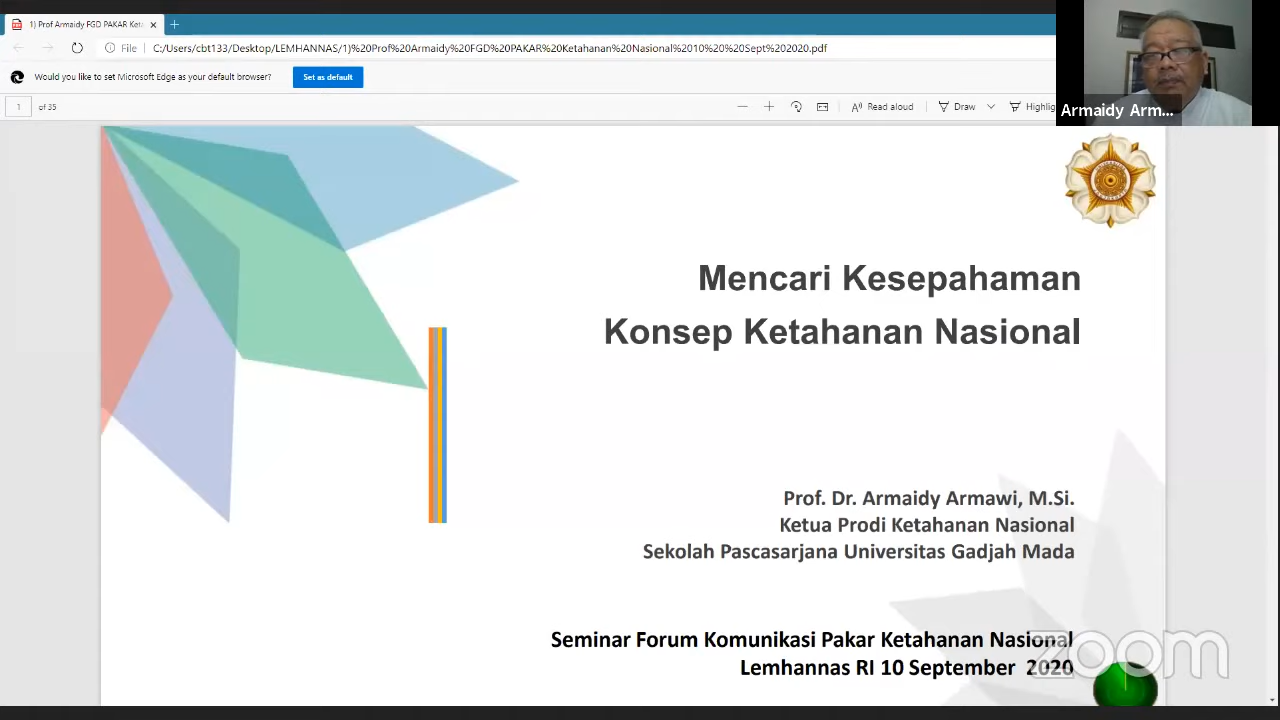 1) Prof Armaidy FGD PAKAR Ket
File C:/Users/cbt133/Desktop/LEMHANNAS/1)%20Prof%20Armaidy%20FGD%20PAKAR%20Ketahanan%20Nasional%2010%20%20Sept%202020.pdf
Would you like to set Microsoft Edge as your default browser? Set as default
1 of 35 Read aloud Draw Highlig
Armaidy Arm...
Mencari Kesepahaman
Konsep Ketahanan Nasional
Prof. Dr. Armaidy Armawi, M.Si.
Ketua Prodi Ketahanan Nasional
Sekolah Pascasarjana Universitas Gadjah Mada
Seminar Forum Komunikasi Pakar Ketahanan Nasional
Lemhannas RI 10 September 2020
zoom